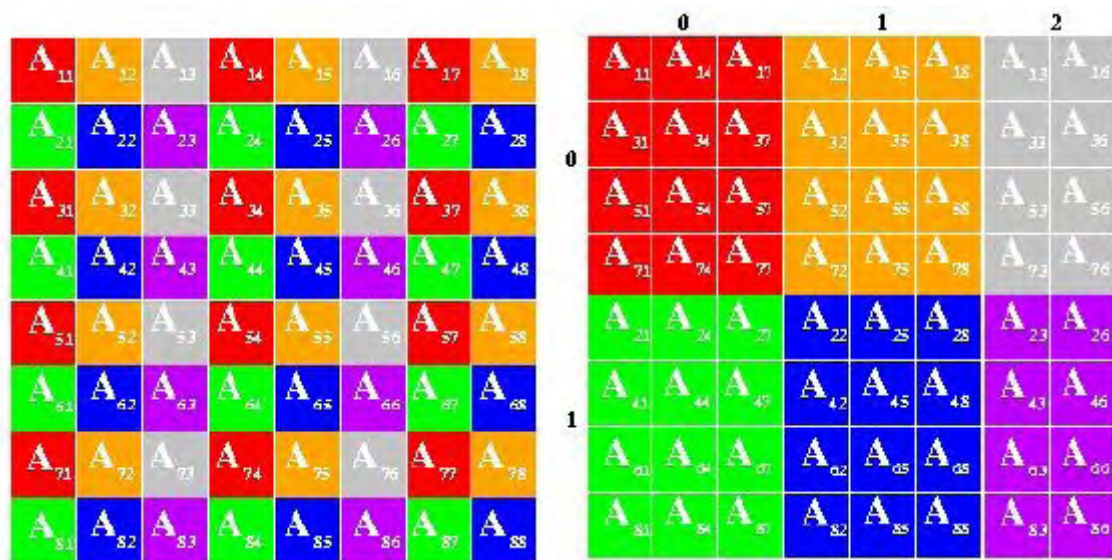 A11 A12 A13 A14 A15 A16 A17 A18
A21 A22 A23 A24 A25 A26 A27 A28
A31 A32 A33 A34 A35 A36 A37 A38
A41 A42 A43 A44 A45 A46 A47 A48
A51 A52 A53 A54 A55 A56 A57 A58
A61 A62 A63 A64 A65 A66 A67 A68
A71 A72 A73 A74 A75 A76 A77 A78
A81 A82 A83 A84 A85 A86 A87 A88
0 1 2
A11 A14 A17 A12 A15 A18 A13 A16
A31 A34 A37 A32 A35 A38 A33 A36
0
A51 A54 A57 A52 A55 A58 A53 A56
A71 A74 A77 A72 A75 A78 A73 A76
A21 A24 A27 A22 A25 A28 A23 A26
A41 A44 A47 A42 A45 A48 A43 A46
1
A61 A64 A67 A62 A65 A68 A63 A66
A81 A84 A87 A82 A85 A88 A83 A86